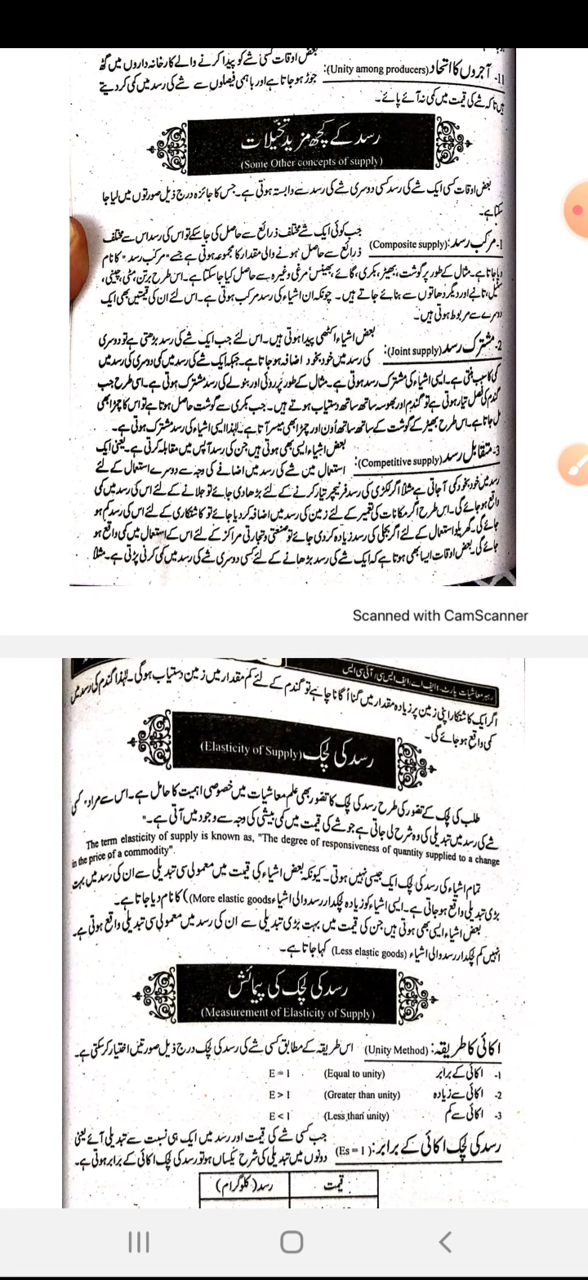 بعض اوقات کسی شے کو پیدا کرنے والے کارخانہ داروں میں گٹھ
11- آجروں کا اتحاد (Unity among producers): جوڑ ہو جاتا ہے اور باہمی فیصلوں سے شے کی رسد میں کمی کر دیتے
ہیں تاکہ شے کی قیمت میں کمی نہ آنے پائے۔
رسد کے کچھ مزید تخیلات
(Some Other concepts of supply)
بعض اوقات کسی ایک شے کی رسد کسی دوسری شے کی رسد سے وابستہ ہوتی ہے۔ جس کا جائزہ درج ذیل صورتوں میں لیا جا
سکتا ہے۔
جب کوئی ایک شے مختلف ذرائع سے حاصل کی جا سکے تو اس کی رسد اس سے مختلف
1- مرکب رسد (Composite supply): ذرائع سے حاصل ہونے والی مقدار کا مجموعہ ہوتی ہے جسے "مرکب رسد" کا نام
دیا جاتا ہے۔ مثال کے طور پر گوشت، بھیڑ، بکری، گائے، بھینس، مرغی وغیرہ سے حاصل کیا جا سکتا ہے۔ اس طرح برتن مٹی، چینی،
سٹیل، تانبے اور دیگر دھاتوں سے بنائے جاتے ہیں۔ چونکہ ان اشیاء کی رسد مرکب ہوتی ہے۔ اس لئے ان کی قیمتیں بھی ایک
دوسرے سے مربوط ہوتی ہیں۔
بعض اشیاء اکٹھی پیدا ہوتی ہیں۔ اس لئے جب ایک شے کی رسد بڑھتی ہے تو دوسری
2- مشترک رسد (Joint supply): کی رسد میں خود بخود اضافہ ہو جاتا ہے۔ جبکہ ایک شے کی رسد میں کمی دوسری کی رسد میں
کمی کا سبب بنتی ہے۔ ایسی اشیاء کی مشترک رسد ہوتی ہے۔ مثال کے طور پر روئی اور بنولے کی رسد مشترک ہوتی ہے۔ اسی طرح جب
گندم کی فصل تیار ہوتی ہے تو گندم اور بھوسہ ساتھ ساتھ دستیاب ہوتے ہیں۔ جب بکری سے گوشت حاصل ہوتا ہے تو اس کا چمڑا بھی
مل جاتا ہے۔ اس طرح بھیڑ کے گوشت کے ساتھ ساتھ اُون اور چمڑا بھی میسر آتا ہے۔ لہٰذا ایسی اشیاء کی رسد مشترک ہوتی ہے۔
بعض اشیاء ایسی بھی ہوتی ہیں جن کی رسد آپس میں مقابلہ کرتی ہے۔ یعنی ایک
3- متقابل رسد (Competitive supply): استعمال میں شے کی رسد میں اضافے کی وجہ سے دوسرے استعمال کے لئے
رسد میں خود بخود کمی آ جاتی ہے مثلاً اگر لکڑی کی رسد فرنیچر تیار کرنے کے لئے بڑھا دی جائے تو جلانے کے لئے اس کی رسد میں کمی
واقع ہو جائے گی۔ اس طرح اگر مکانات کی تعمیر کے لئے زمین کی رسد میں اضافہ کر دیا جائے تو کاشتکاری کے لئے اس کی رسد کم ہو
جائے گی۔ گھریلو استعمال کے لئے اگر بجلی کی رسد زیادہ کر دی جائے تو صنعتی و تجارتی مراکز کے لئے اس کے استعمال میں کمی واقع ہو
جائے گی۔ بعض اوقات ایسا بھی ہوتا ہے کہ ایک شے کی رسد بڑھانے کے لئے کسی دوسری شے کی رسد میں کمی کرنی پڑتی ہے۔ مثلاً
Scanned with CamScanner
رہبر معاشیات پارٹ ایف اے، ایف ایس سی، آئی سی ایس
اگر ایک کاشتکار اپنی زمین پر زیادہ مقدار میں گنا اُگانا چاہے تو گندم کے لئے کم مقدار میں زمین دستیاب ہوگی۔ لہٰذا گندم کی رسد میں
کمی واقع ہو جائے گی۔
رسد کی لچک (Elasticity of Supply)
طلب کی لچک کے تصور کی طرح رسد کی لچک کا تصور بھی علم معاشیات میں خصوصی اہمیت کا حامل ہے۔ اس سے مراد، "کسی
شے کی رسد میں تبدیلی کی وہ شرح لی جاتی ہے جو شے کی قیمت میں کمی بیشی کی وجہ سے وجود میں آتی ہے۔"
The term elasticity of supply is known as, "The degree of responsiveness of quantity supplied to a change
in the price of a commodity".
تمام اشیاء کی رسد کی لچک ایک جیسی نہیں ہوتی۔ کیونکہ بعض اشیاء کی قیمت میں معمولی سی تبدیلی سے ان کی رسد میں بہت
بڑی تبدیلی واقع ہو جاتی ہے۔ ایسی اشیاء کو زیادہ لچکدار رسد والی اشیاء (More elastic goods) کا نام دیا جاتا ہے۔
بعض اشیاء ایسی بھی ہوتی ہیں جن کی قیمت میں بہت بڑی تبدیلی سے ان کی رسد میں معمولی سی تبدیلی واقع ہوتی ہے۔
انہیں کم لچکدار رسد والی اشیاء (Less elastic goods) کہا جاتا ہے۔
رسد کی لچک کی پیمائش
(Measurement of Elasticity of Supply)
اکائی کا طریقہ: (Unity Method) اس طریقہ کے مطابق کسی شے کی رسد کی لچک درج ذیل صورتیں اختیار کر سکتی ہے۔
1- اکائی کے برابر (Equal to unity) E = 1
2- اکائی سے زیادہ (Greater than unity) E > 1
3- اکائی سے کم (Less than unity) E < 1
جب کسی شے کی قیمت اور رسد میں ایک ہی نسبت سے تبدیلی آئے یعنی
رسد کی لچک اکائی کے برابر: (Es = 1) دونوں میں تبدیلی کی شرح یکساں ہو تو رسد کی لچک اکائی کے برابر ہوتی ہے۔
قیمت رسد (کلوگرام)